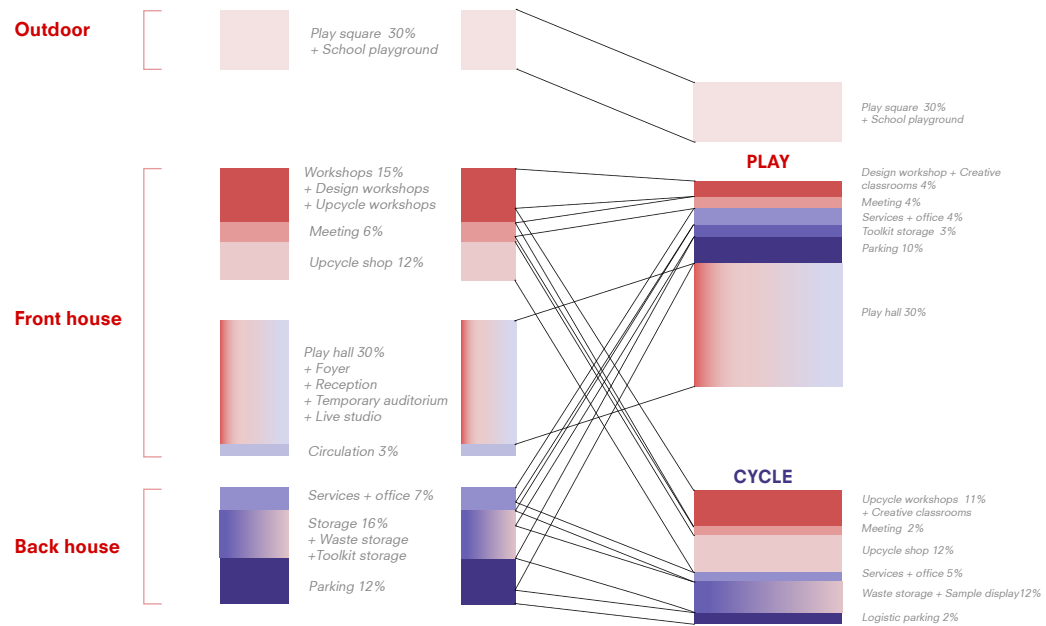 Outdoor
Play square 30%
+ School playground
Front house
Workshops 15%
+ Design workshops
+ Upcycle workshops
Meeting 6%
Upcycle shop 12%
Play hall 30%
+ Foyer
+ Reception
+ Temporary auditorium
+ Live studio
Circulation 3%
Back house
Services + office 7%
Storage 16%
+ Waste storage
+Toolkit storage
Parking 12%
Play square 30%
+ School playground
PLAY
Design workshop + Creative
classrooms 4%
Meeting 4%
Services + office 4%
Toolkit storage 3%
Parking 10%
Play hall 30%
CYCLE
Upcycle workshops 11%
+ Creative classrooms
Meeting 2%
Upcycle shop 12%
Services + office 5%
Waste storage + Sample display12%
Logistic parking 2%